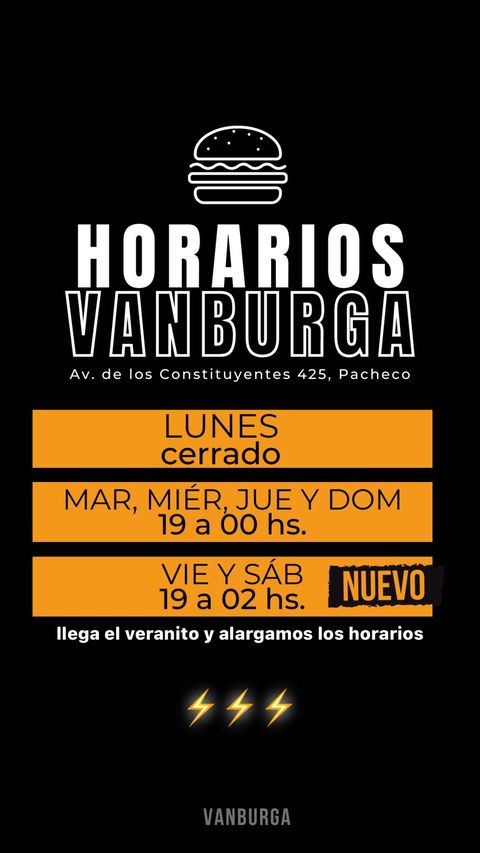 HORARIOS
VANBURGA
Av. de los Constituyentes 425, Pacheco
LUNES
cerrado
MAR, MIÉR, JUE Y DOM
19 a 00 hs.
VIE Y SÁB
19 a 02 hs.
NUEVO
llega el veranito y alargamos los horarios
VANBURGA